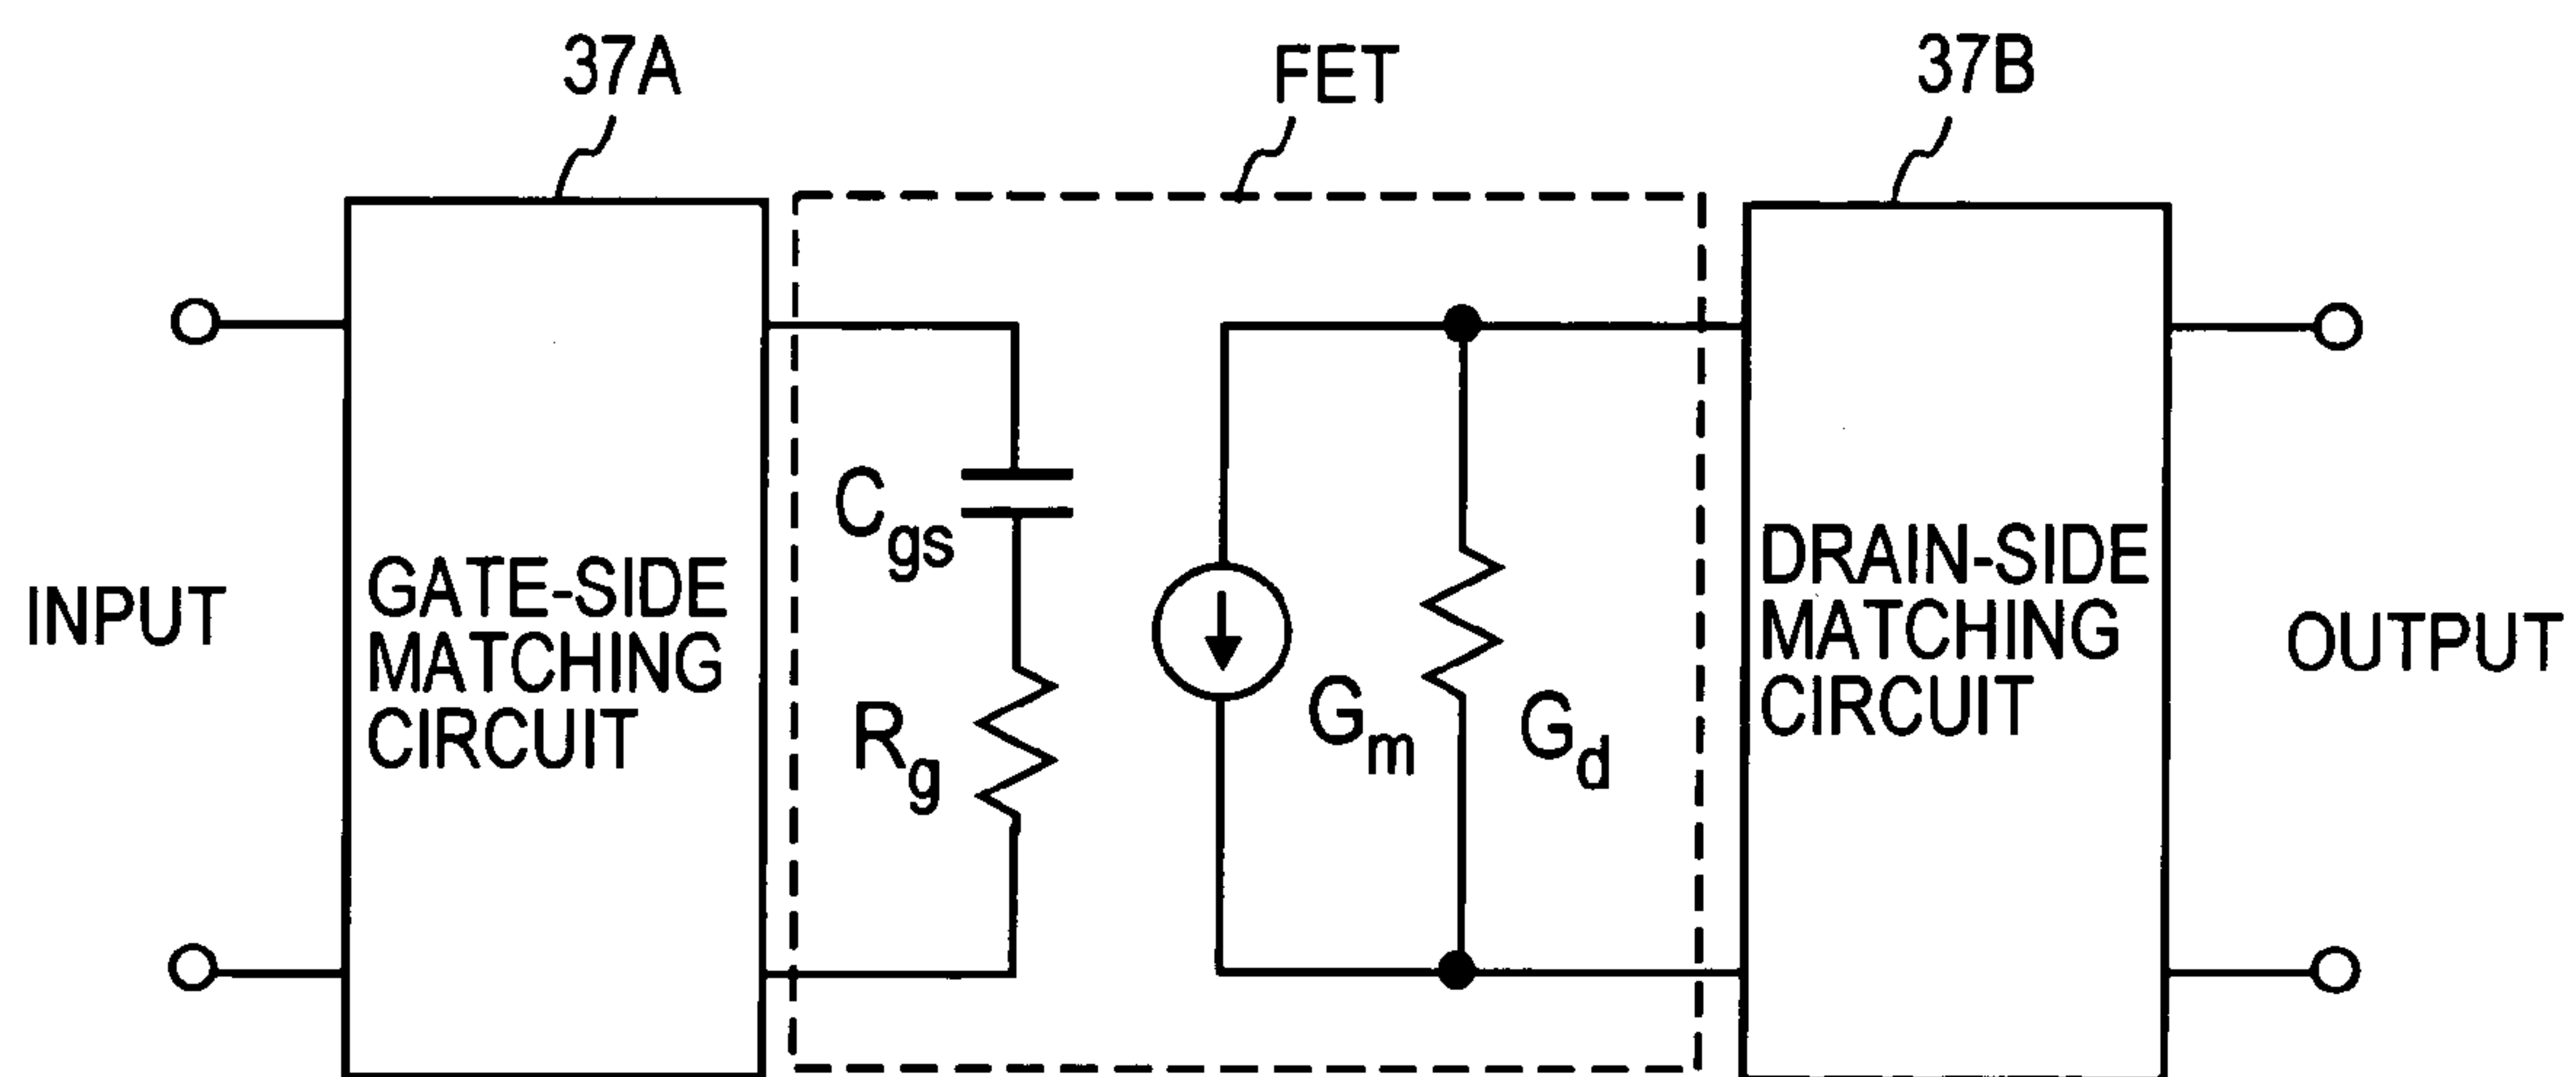 37A
FET
37B
INPUT
GATE-SIDE
MATCHING
CIRCUIT
Cgs
Rg
Gm
Gd
DRAIN-SIDE
MATCHING
CIRCUIT
OUTPUT